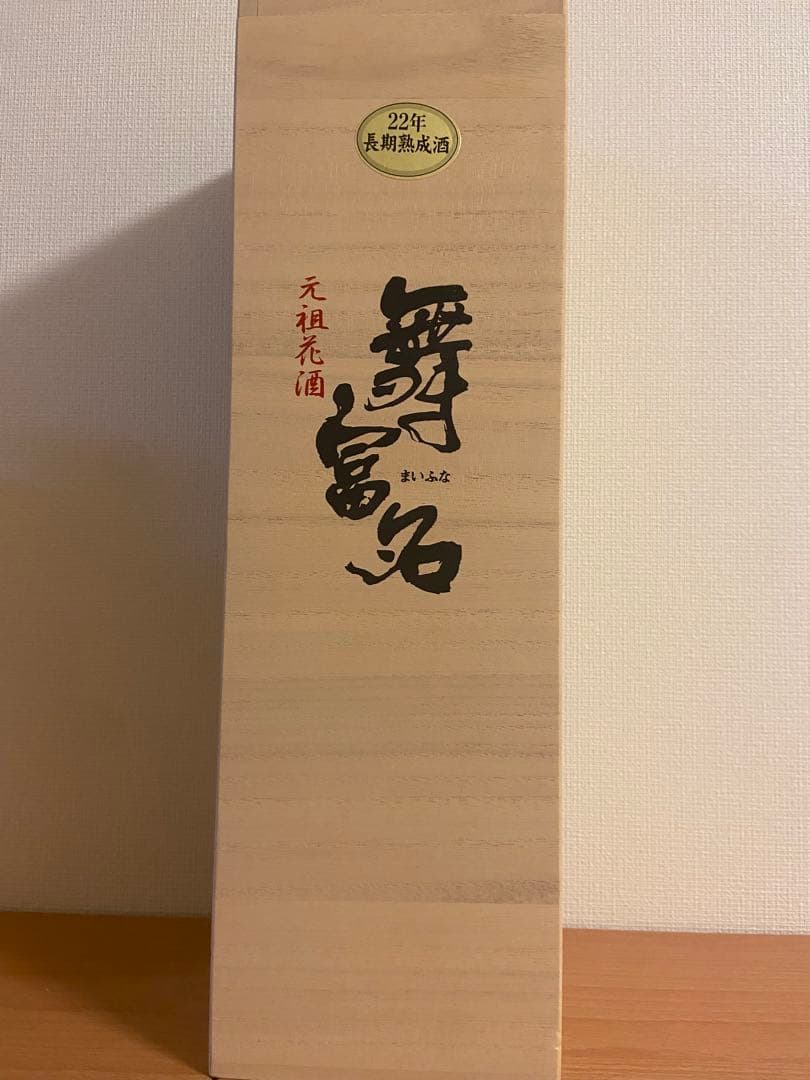 22年
長期熟成酒
元祖花酒
舞富名
まいふな